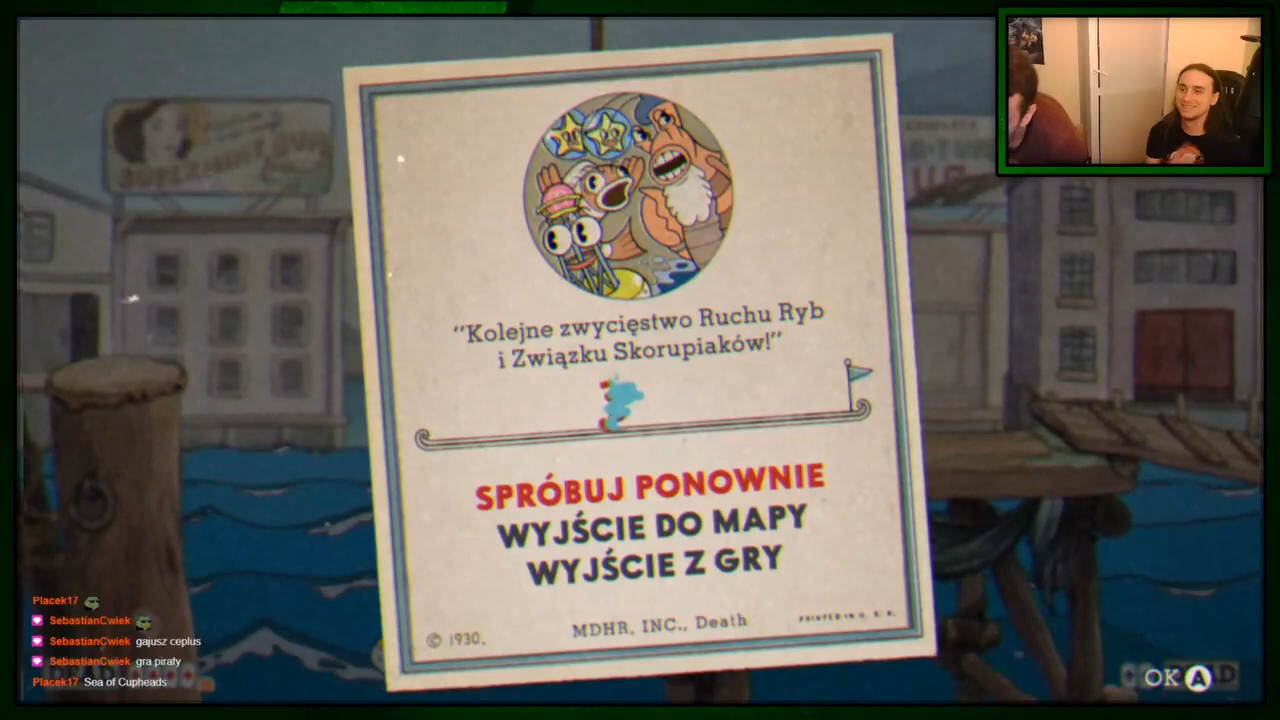 "Kolejne zwycięstwo Ruchu Ryb
i Związku Skorupiaków!"
SPRÓBUJ PONOWNIE
WYJŚCIE DO MAPY
WYJŚCIE Z GRY
© 1930,
MDHR, INC., Death
PRINTED IN U. S. A.
Placek17
SebastianCwiek
SebastianCwiek gajusz ceplus
SebastianCwiek gra piraty
Placek17 Sea of Cupheads
OK A